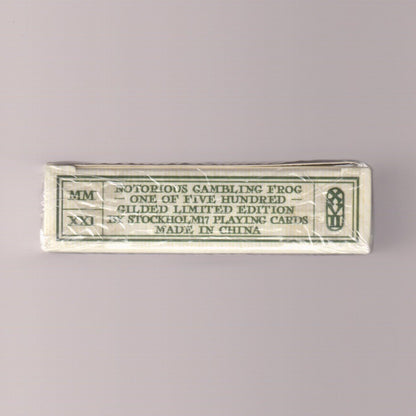 MM
XXI
NOTORIOUS GAMBLING FROG
— ONE OF FIVE HUNDRED —
GILDED LIMITED EDITION
BY STOCKHOLM17 PLAYING CARDS
MADE IN CHINA